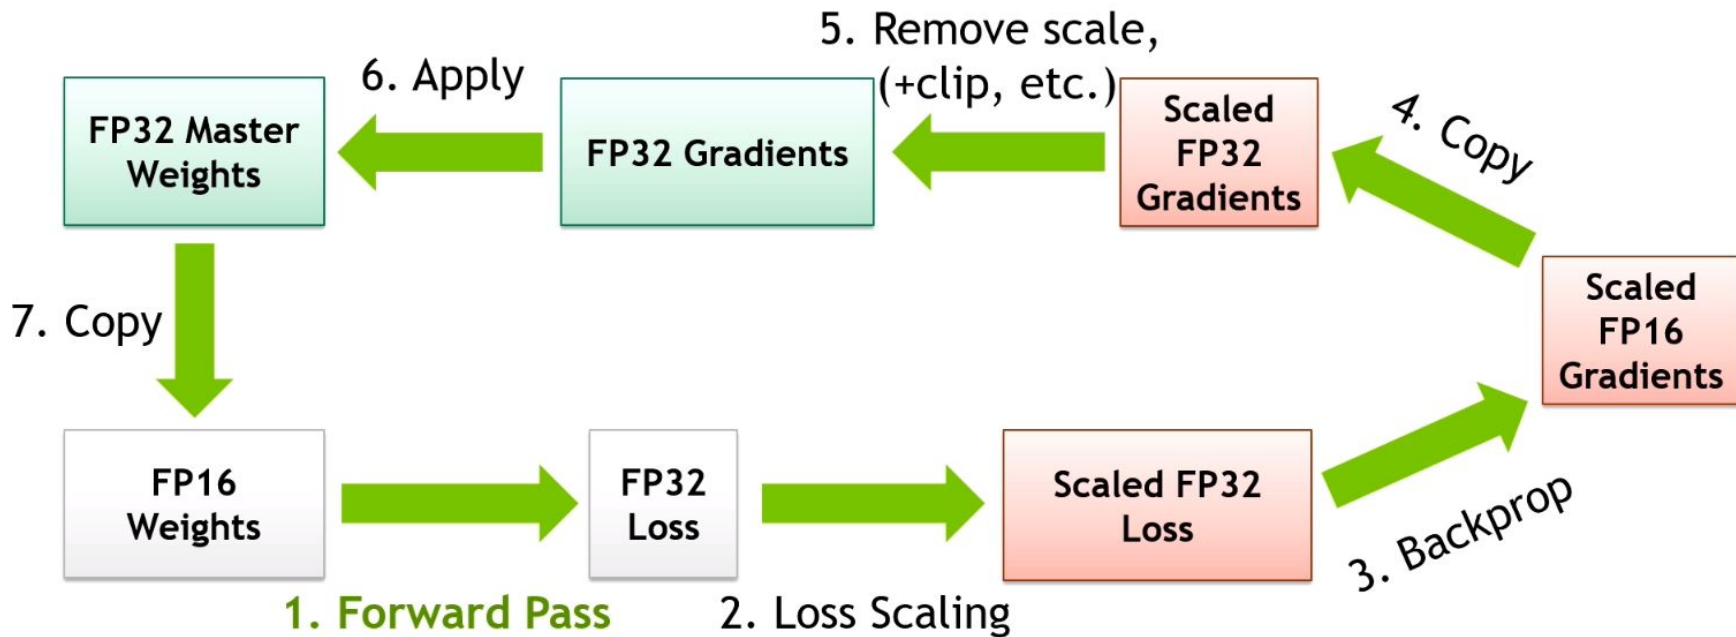 5. Remove scale,
(+clip, etc.)
6. Apply
FP32 Master
Weights
FP32 Gradients
Scaled
FP32
Gradients
4. Copy
7. Copy
Scaled
FP16
Gradients
FP16
Weights
FP32
Loss
Scaled FP32
Loss
3. Backprop
1. Forward Pass
2. Loss Scaling